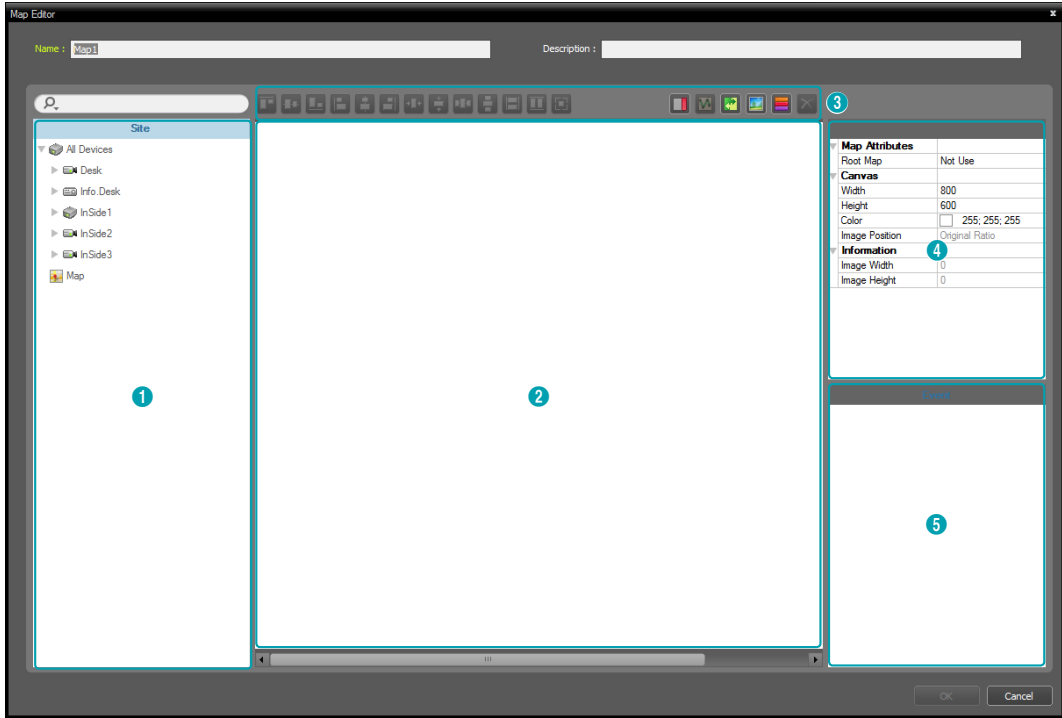 Map Editor
Name : Map1
Description :
3
Site
All Devices
Desk
Info.Desk
InSide1
InSide2
InSide3
Map
1
2
Map Attributes
Root Map Not Use
Canvas
Width 800
Height 600
Color 255; 255; 255
Image Position Original Ratio
Information
4
Image Width 0
Image Height 0
5
OK
Cancel